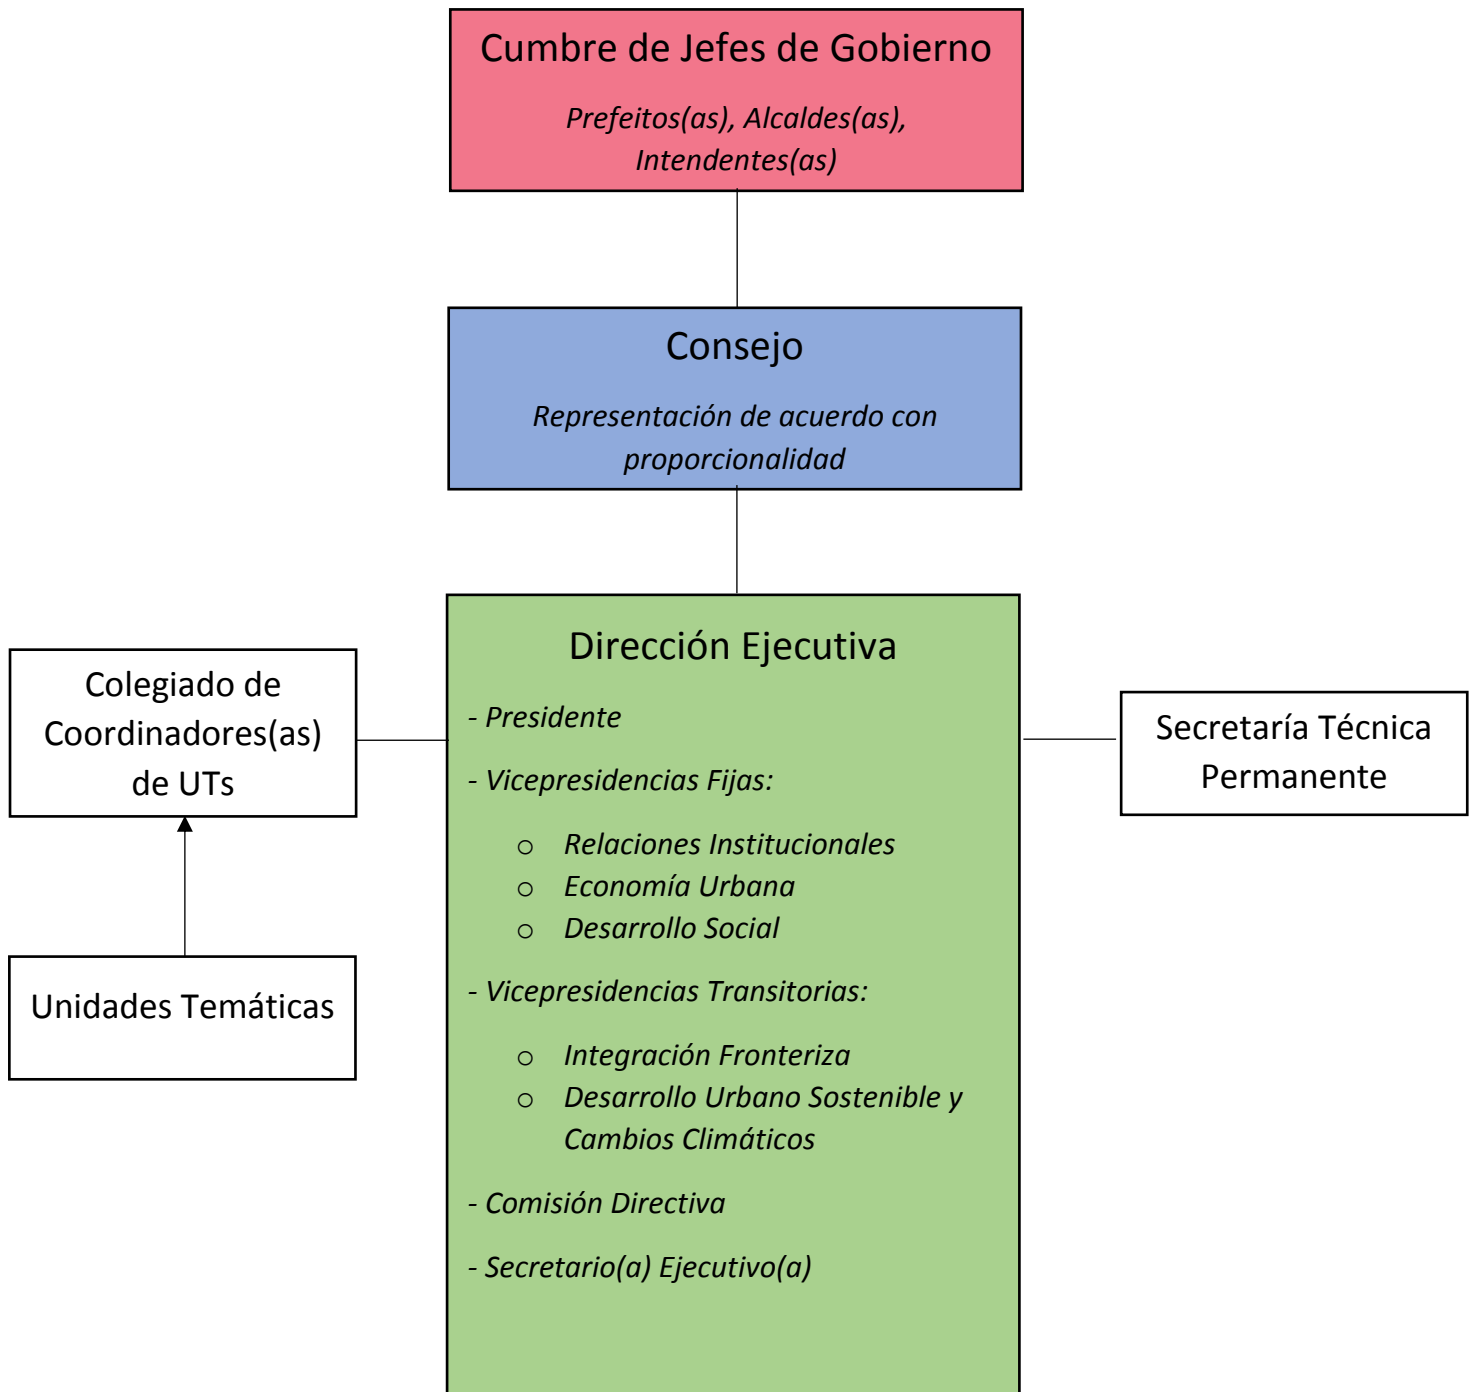 Cumbre de Jefes de Gobierno
Prefeitos(as), Alcaldes(as),
Intendentes(as)
Consejo
Representación de acuerdo con
proporcionalidad
Dirección Ejecutiva
- Presidente
- Vicepresidencias Fijas:
o Relaciones Institucionales
o Economía Urbana
o Desarrollo Social
- Vicepresidencias Transitorias:
o Integración Fronteriza
o Desarrollo Urbano Sostenible y
Cambios Climáticos
- Comisión Directiva
- Secretario(a) Ejecutivo(a)
Colegiado de
Coordinadores(as)
de UTs
Unidades Temáticas
Secretaría Técnica
Permanente